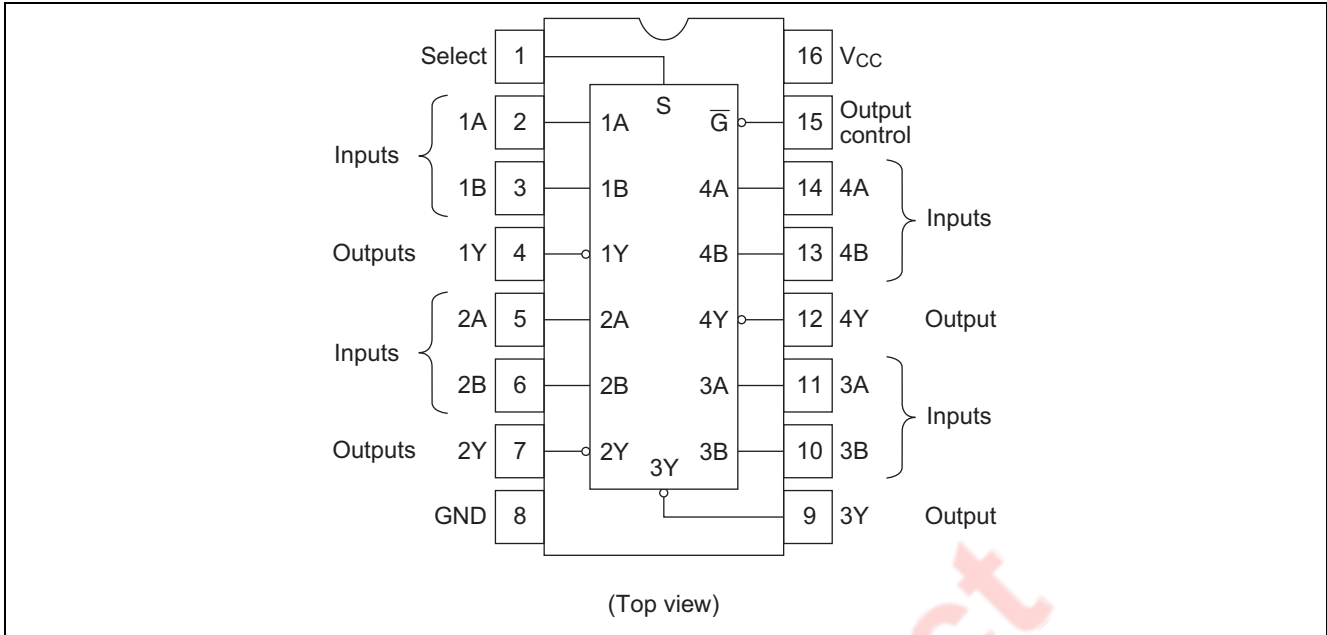 Select 1 16 VCC
S
1A 2 1A G̅ 15 Output control
Inputs
1B 3 1B 4A 14 4A
Inputs
Outputs 1Y 4 1Y 4B 13 4B
2A 5 2A 4Y 12 4Y Output
Inputs
2B 6 2B 3A 11 3A
Inputs
Outputs 2Y 7 2Y 3B 10 3B
3Y
GND 8 9 3Y Output
(Top view)
ct